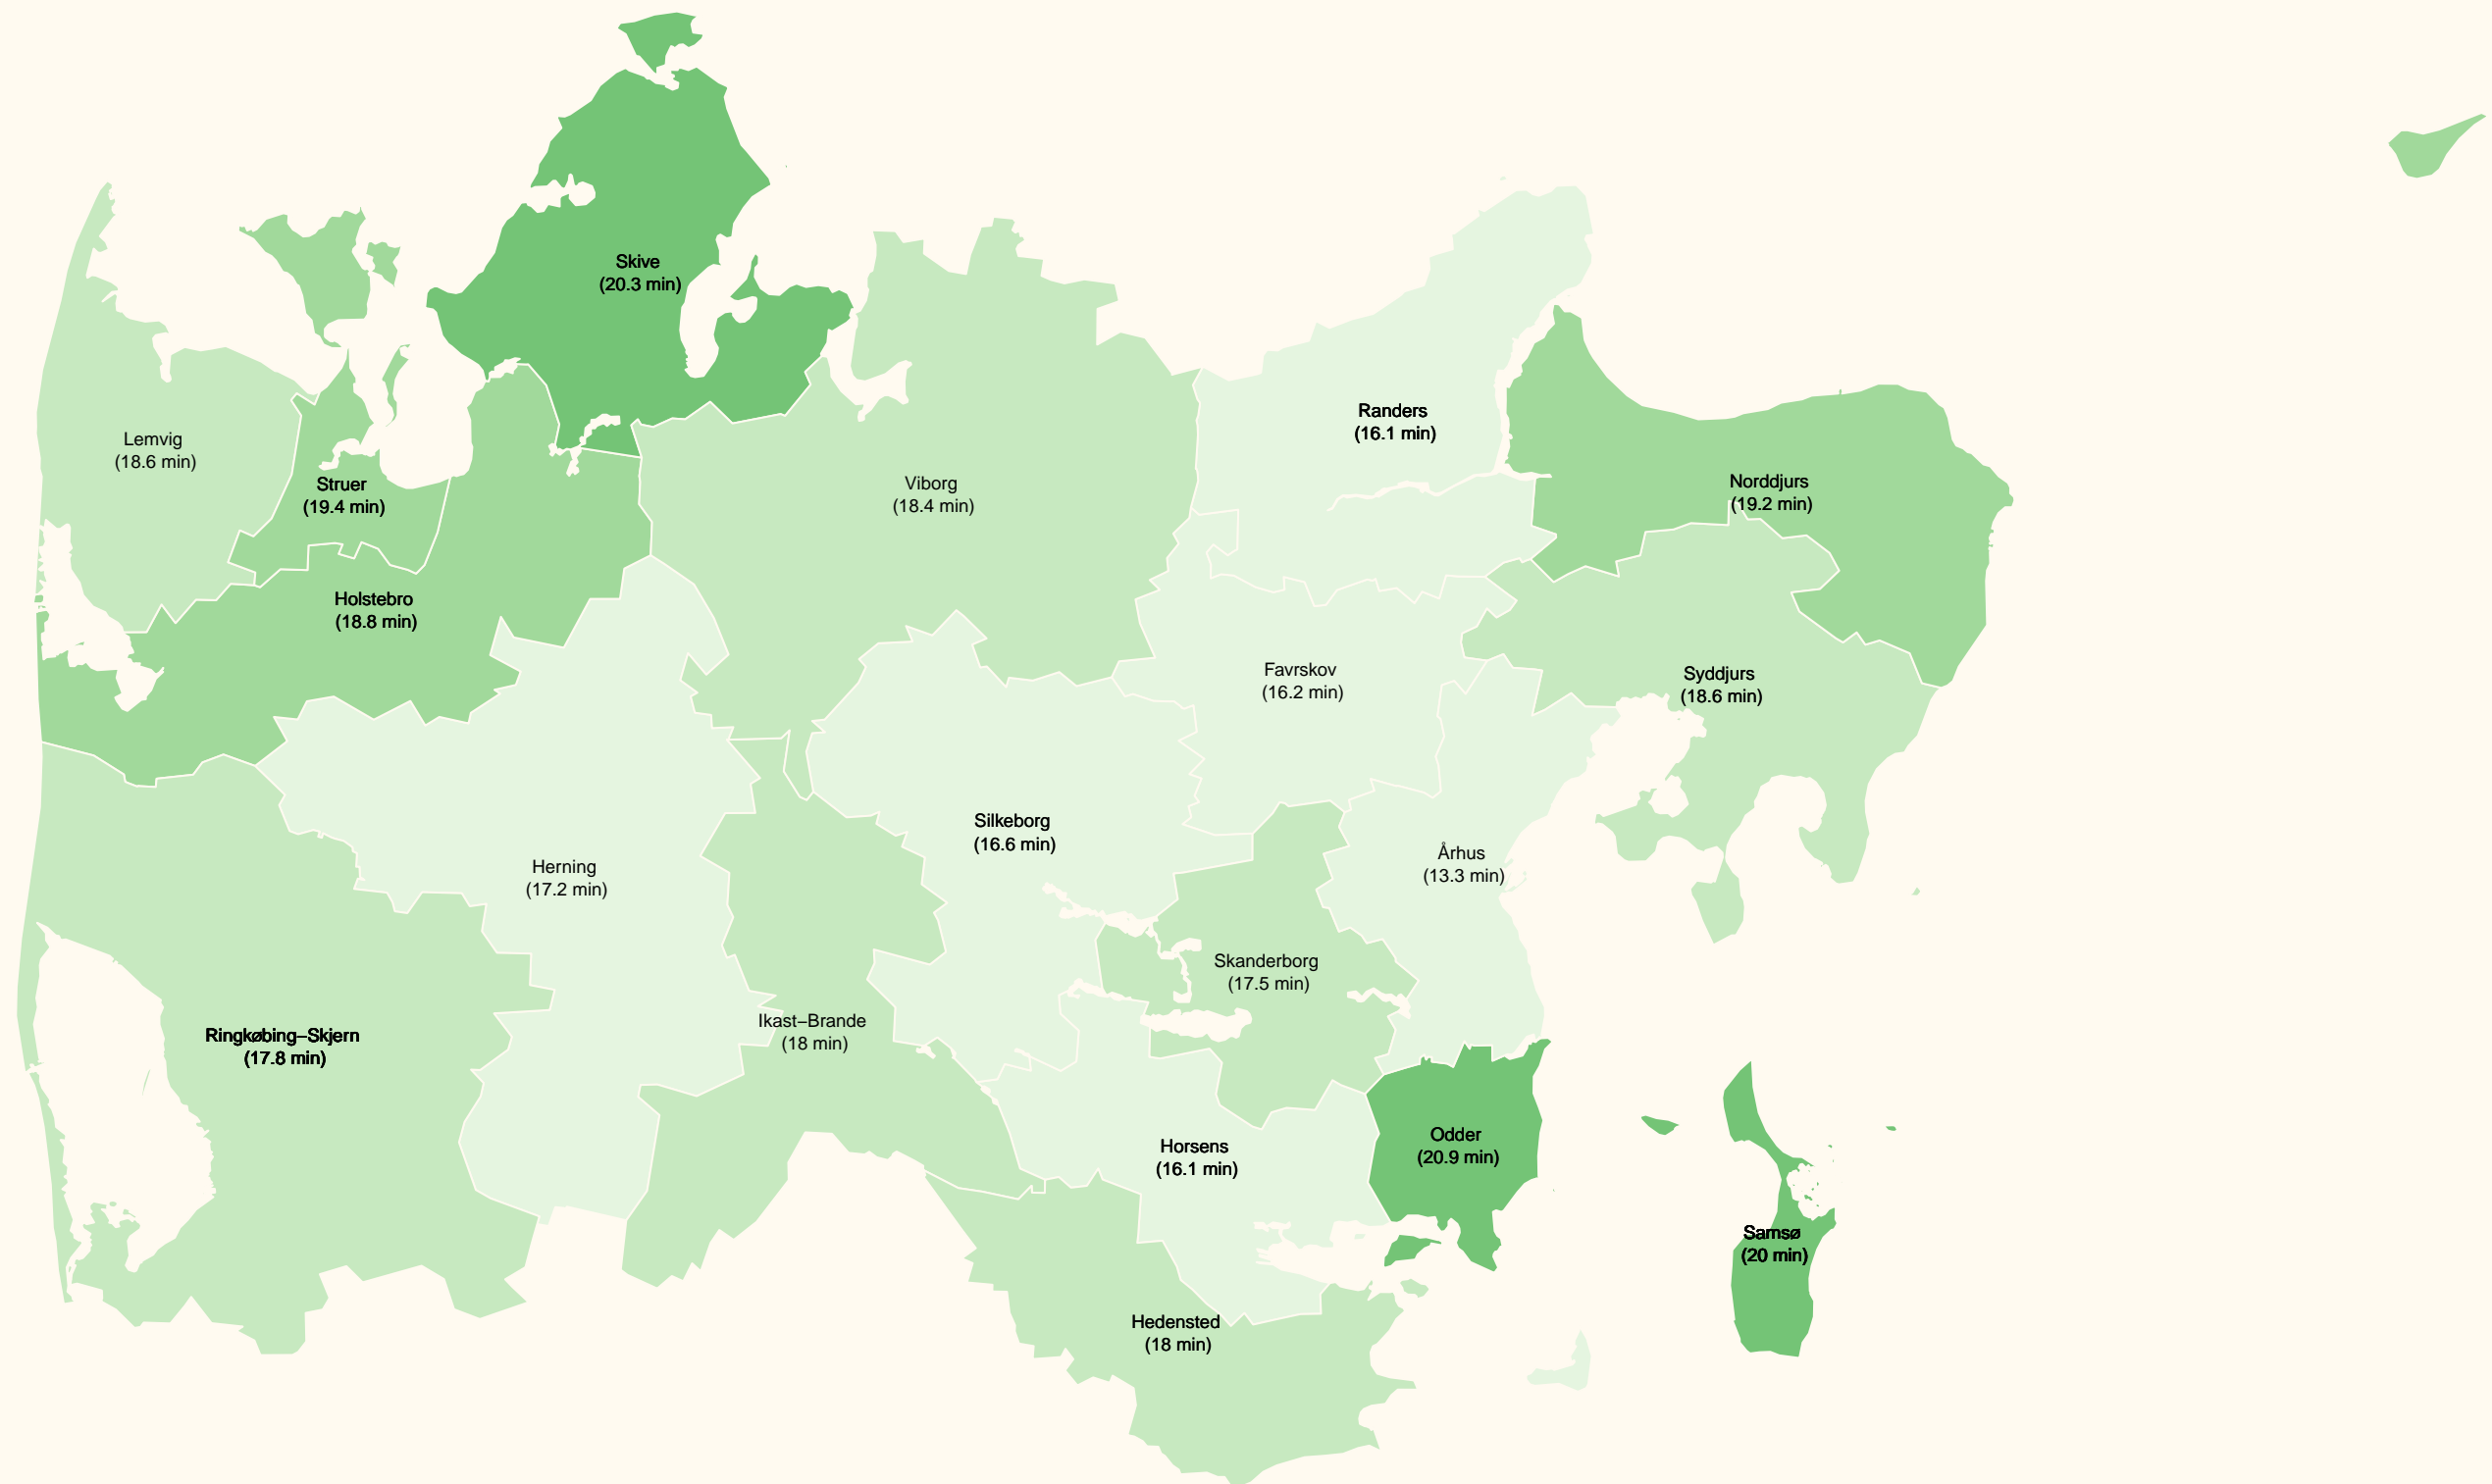 Skive
(20.3 min)
Randers
(16.1 min)
Lemvig
(18.6 min)
Struer
(19.4 min)
Viborg
(18.4 min)
Norddjurs
(19.2 min)
Holstebro
(18.8 min)
Favrskov
(16.2 min)
Syddjurs
(18.6 min)
Silkeborg
(16.6 min)
Herning
(17.2 min)
Århus
(13.3 min)
Skanderborg
(17.5 min)
Ringkøbing–Skjern
(17.8 min)
Ikast–Brande
(18 min)
Horsens
(16.1 min)
Odder
(20.9 min)
Samsø
(20 min)
Hedensted
(18 min)